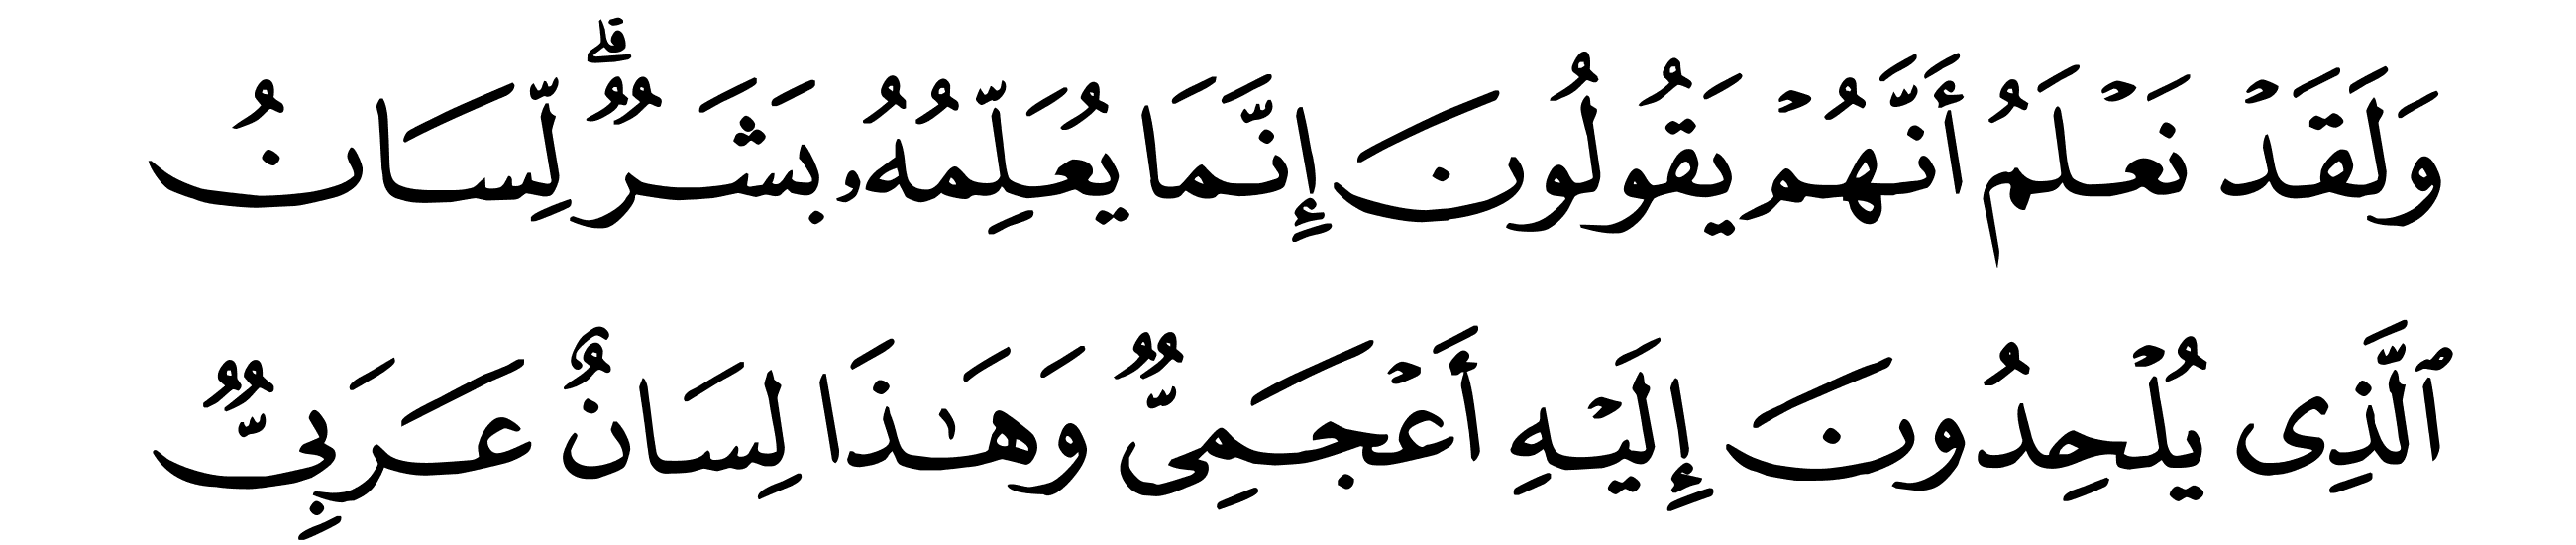 وَلَقَدۡ نَعۡلَمُ أَنَّهُمۡ يَقُولُونَ إِنَّمَا يُعَلِّمُهُۥ بَشَرٞۗ لِّسَانُ
ٱلَّذِي يُلۡحِدُونَ إِلَيۡهِ أَعۡجَمِيّٞ وَهَٰذَا لِسَانٌ عَرَبِيّٞ